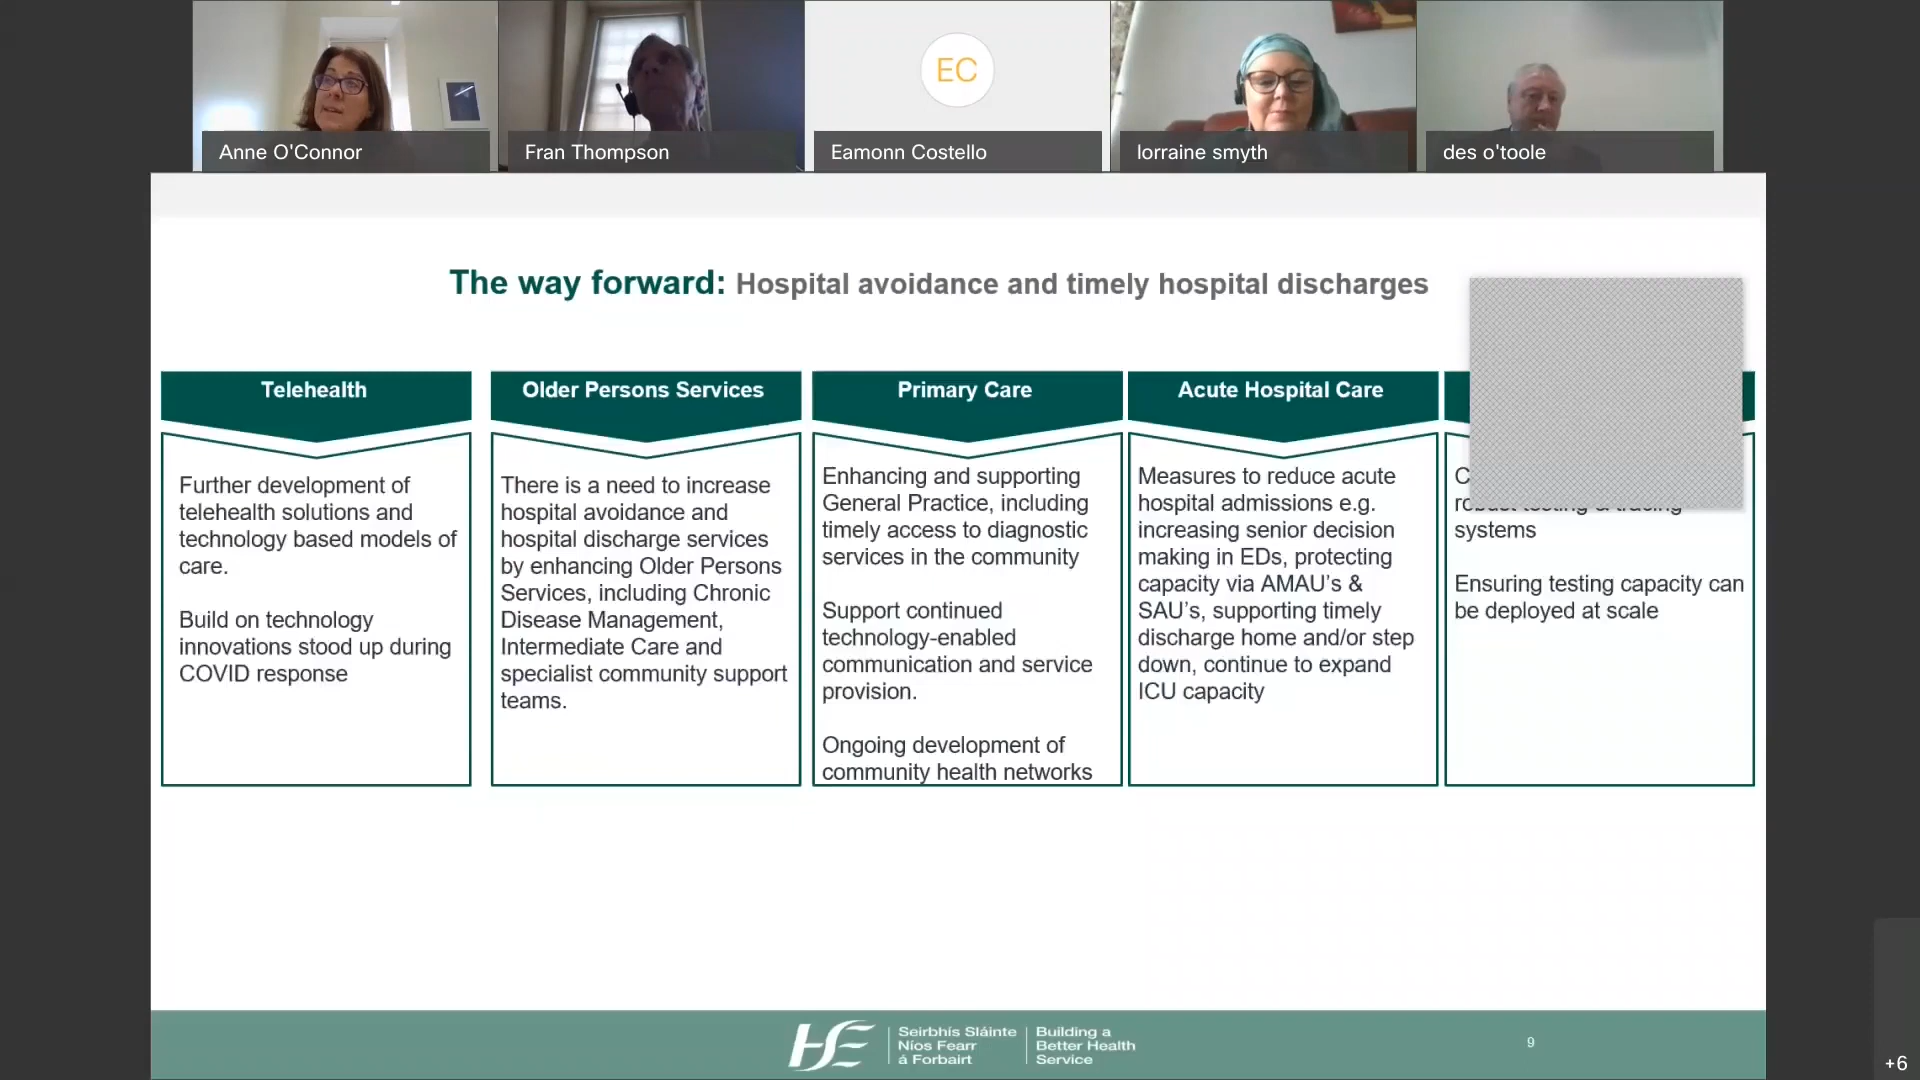 EC
Anne O'Connor
Fran Thompson
Eamonn Costello
lorraine smyth
des o'toole
The way forward: Hospital avoidance and timely hospital discharges
Telehealth
Further development of
telehealth solutions and
technology based models of
care.
Build on technology
innovations stood up during
COVID response
Older Persons Services
There is a need to increase
hospital avoidance and
hospital discharge services
by enhancing Older Persons
Services, including Chronic
Disease Management,
Intermediate Care and
specialist community support
teams.
Primary Care
Enhancing and supporting
General Practice, including
timely access to diagnostic
services in the community
Support continued
technology-enabled
communication and service
provision.
Ongoing development of
community health networks
Acute Hospital Care
Measures to reduce acute
hospital admissions e.g.
increasing senior decision
making in EDs, protecting
capacity via AMAU's &
SAU's, supporting timely
discharge home and/or step
down, continue to expand
ICU capacity
robust testing & tracing
systems
Ensuring testing capacity can
be deployed at scale
HSE
Seirbhís Sláinte
Níos Fearr
á Forbairt
Building a
Better Health
Service
9
+6